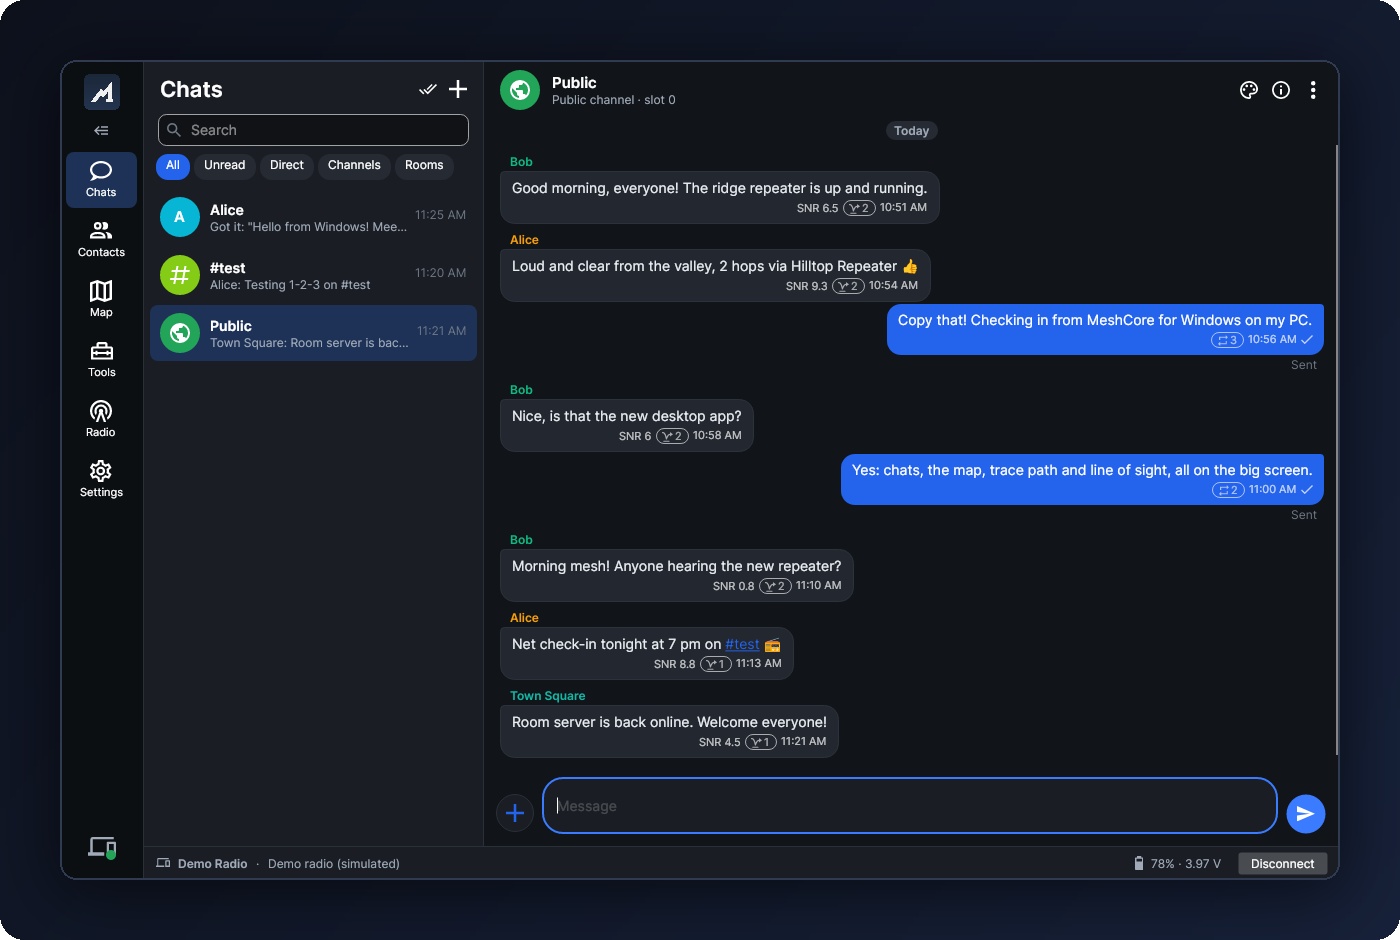 Chats
Contacts
Map
Tools
Radio
Settings
Chats
Search
All
Unread
Direct
Channels
Rooms
Alice
11:25 AM
Got it: "Hello from Windows! Mee...
#test
11:20 AM
Alice: Testing 1-2-3 on #test
Public
11:21 AM
Town Square: Room server is bac...
Public
Public channel · slot 0
Today
Bob
Good morning, everyone! The ridge repeater is up and running.
SNR 6.5 2 10:51 AM
Alice
Loud and clear from the valley, 2 hops via Hilltop Repeater 👍
SNR 9.3 2 10:54 AM
Copy that! Checking in from MeshCore for Windows on my PC.
3 10:56 AM
Sent
Bob
Nice, is that the new desktop app?
SNR 6 2 10:58 AM
Yes: chats, the map, trace path and line of sight, all on the big screen.
2 11:00 AM
Sent
Bob
Morning mesh! Anyone hearing the new repeater?
SNR 0.8 2 11:10 AM
Alice
Net check-in tonight at 7 pm on #test 📻
SNR 8.8 1 11:13 AM
Town Square
Room server is back online. Welcome everyone!
SNR 4.5 1 11:21 AM
Message
Demo Radio · Demo radio (simulated)
78% · 3.97 V
Disconnect